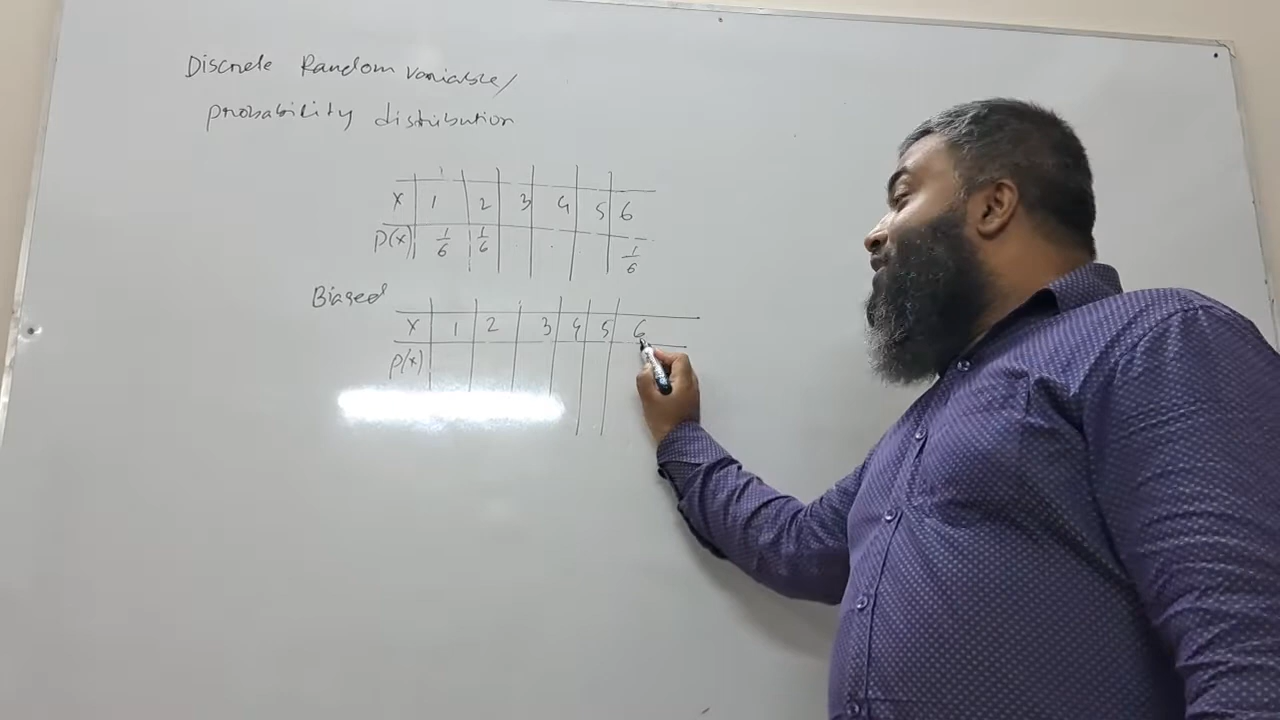 Discrete Random variable/
probability distribution
X 1 2 3 4 5 6
P(x) 1/6 1/6 1/6
Biased
X 1 2 3 4 5 6
P(x)